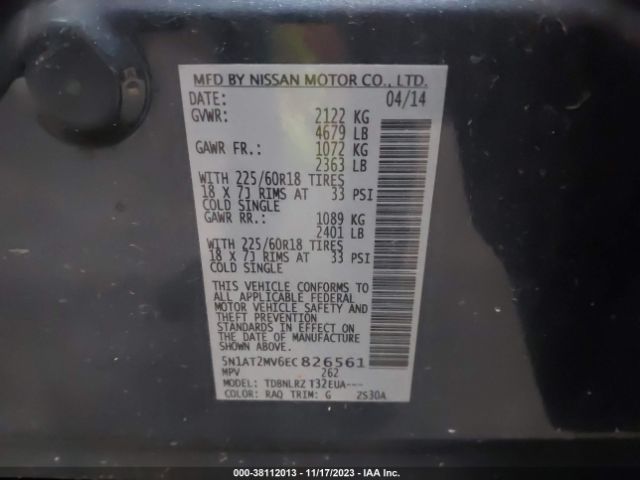 MFD BY NISSAN MOTOR CO., LTD.
DATE: 04/14
GVWR: 2122 KG
4679 LB
GAWR FR.: 1072 KG
2363 LB
WITH 225/60R18 TIRES
18 X 7J RIMS AT 33 PSI
COLD SINGLE
GAWR RR.: 1089 KG
2401 LB
WITH 225/60R18 TIRES
18 X 7J RIMS AT 33 PSI
COLD SINGLE
THIS VEHICLE CONFORMS TO
ALL APPLICABLE FEDERAL
MOTOR VEHICLE SAFETY AND
THEFT PREVENTION
STANDARDS IN EFFECT ON
THE DATE OF MANUFACTURE
SHOWN ABOVE.
5N1AT2MV6EC826561
MPV 262
MODEL: TDBNLRZ T32EUA---
COLOR: RAQ TRIM: G 2S30A
000-38112013 - 11/17/2023 - IAA Inc.